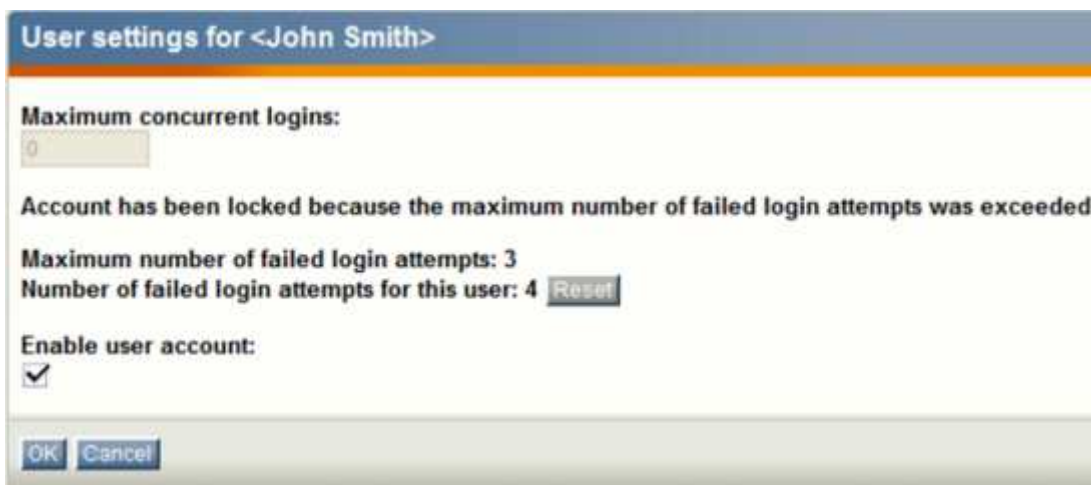 User settings for <John Smith>
Maximum concurrent logins:
0
Account has been locked because the maximum number of failed login attempts was exceeded
Maximum number of failed login attempts: 3
Number of failed login attempts for this user: 4 Reset
Enable user account:
OK Cancel